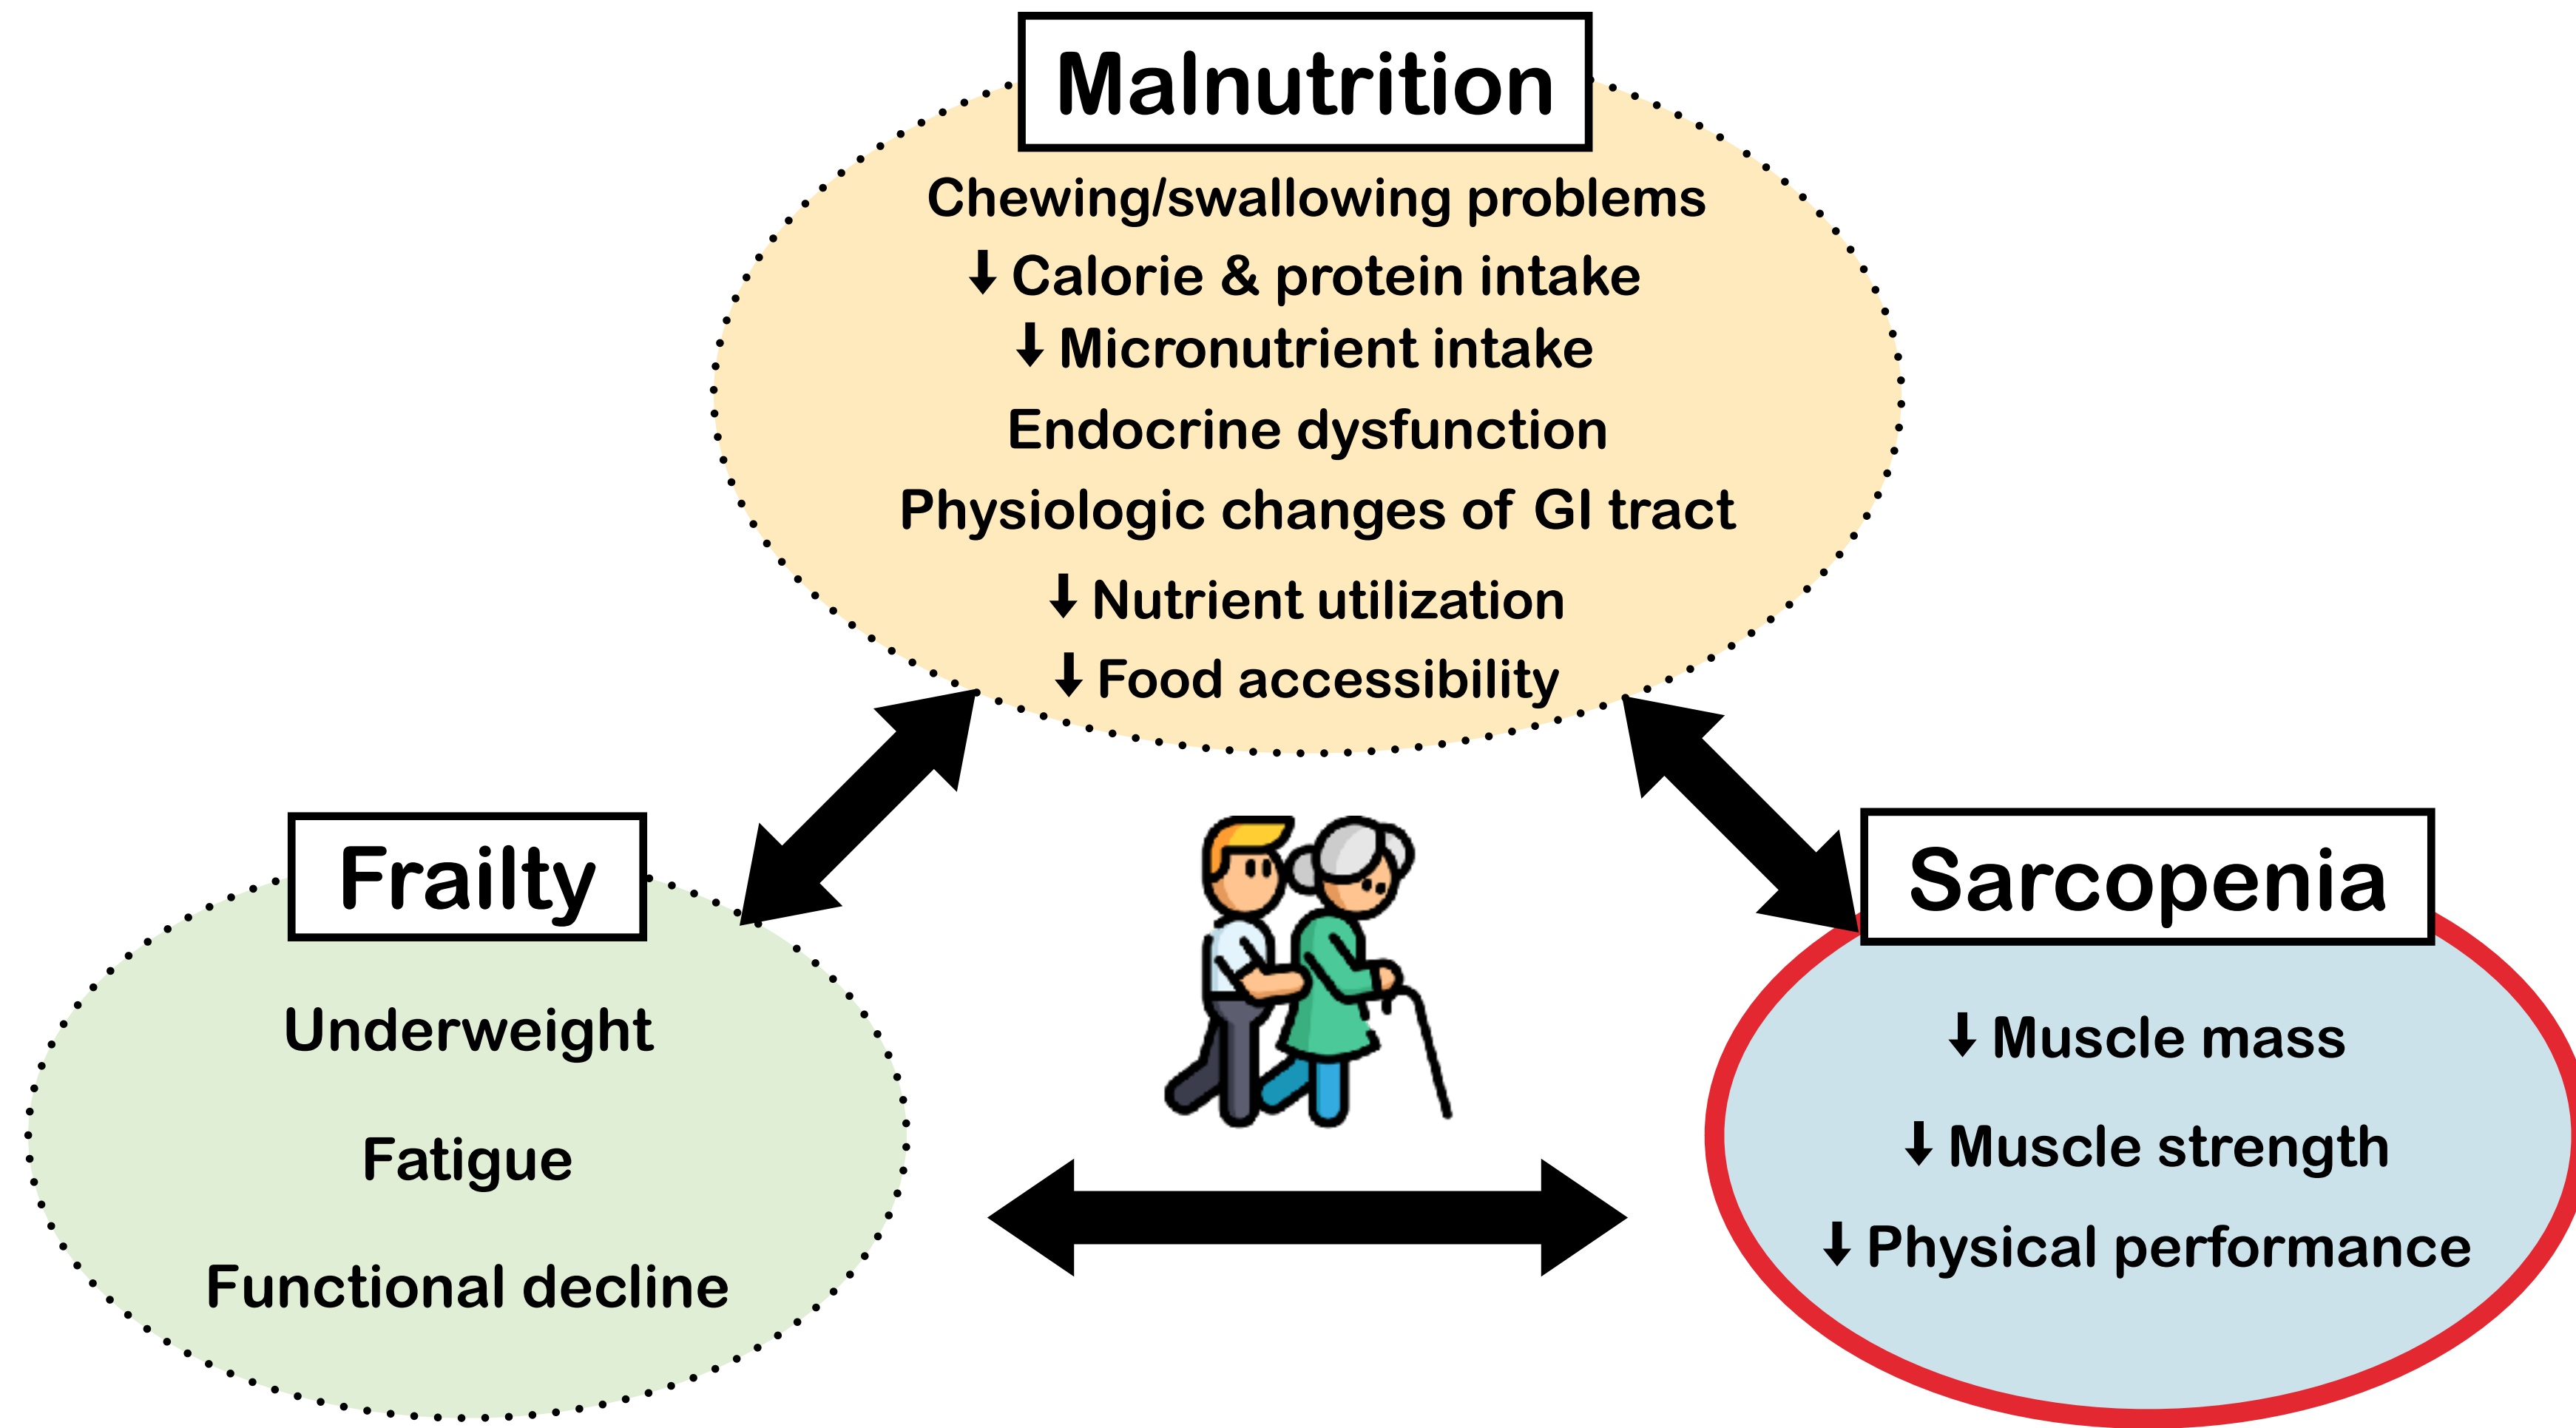 Malnutrition
Chewing/swallowing problems
⬇ Calorie & protein intake
⬇ Micronutrient intake
Endocrine dysfunction
Physiologic changes of GI tract
⬇ Nutrient utilization
⬇ Food accessibility
Frailty
Underweight
Fatigue
Functional decline
Sarcopenia
⬇ Muscle mass
⬇ Muscle strength
⬇ Physical performance